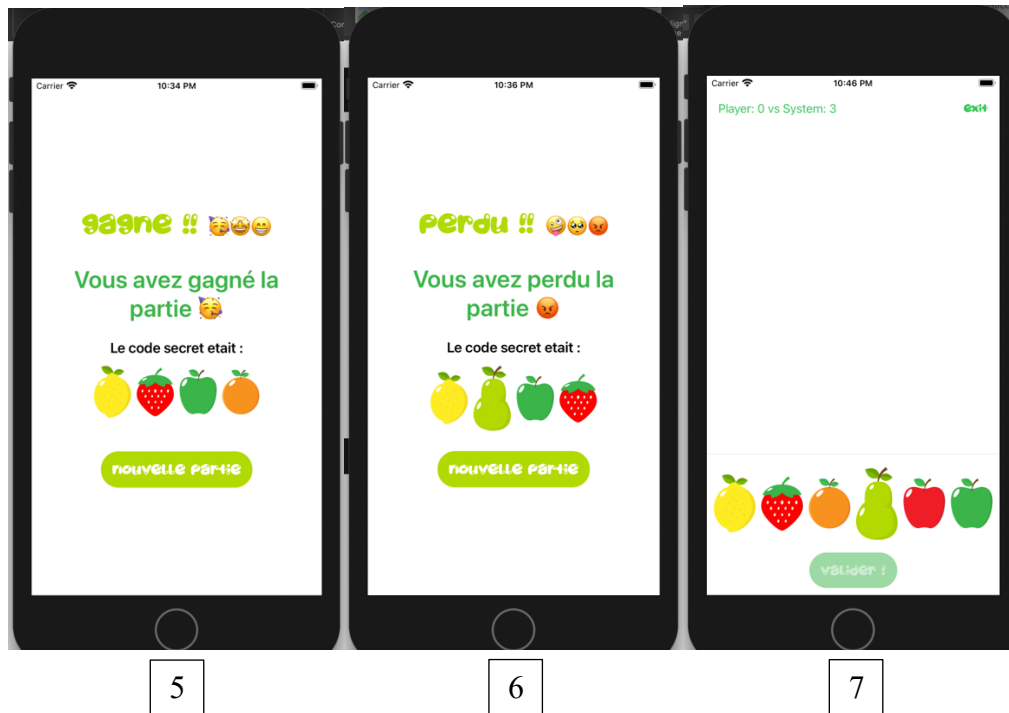 Cor
Carrier
10:34 PM
gagne !! 🥳🤩😁
Vous avez gagné la
partie 🥳
Le code secret etait :
nouvelle partie
5
Carrier
10:36 PM
Perdu !! 🤪🥺😡
Vous avez perdu la
partie 😡
Le code secret etait :
nouvelle partie
6
Carrier
10:46 PM
Player: 0 vs System: 3
Exit
valider !
7